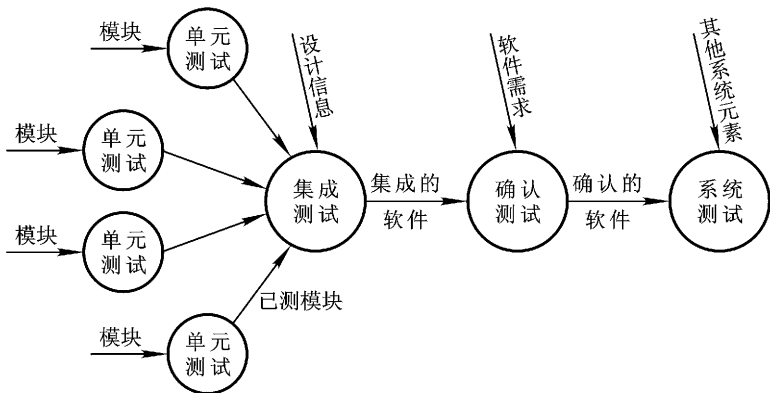 模块
单元
测试
模块
单元
测试
模块
单元
测试
模块
单元
测试
已测模块
设计信息
集成
测试
集成的
软件
软件需求
确认
测试
确认的
软件
其他系统元素
系统
测试